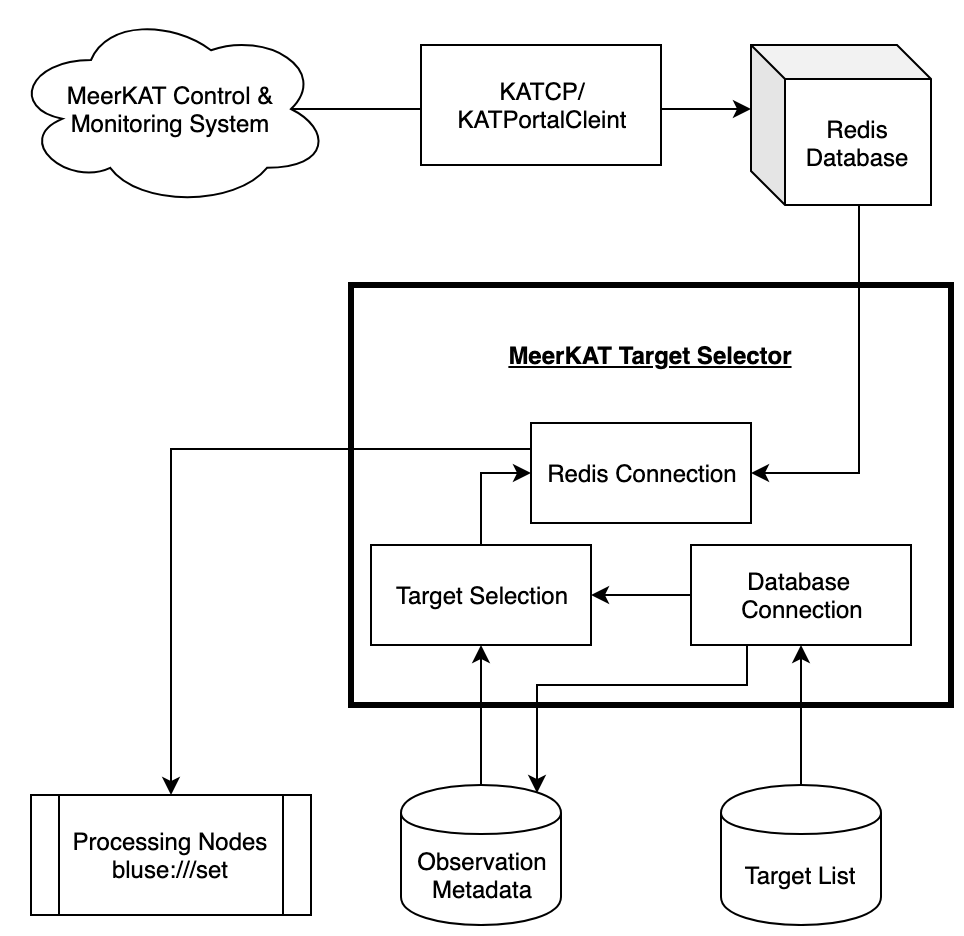 MeerKAT Control &
Monitoring System
KATCP/
KATPortalCleint
Redis
Database
MeerKAT Target Selector
Redis Connection
Target Selection
Database
Connection
Processing Nodes
bluse:///set
Observation
Metadata
Target List